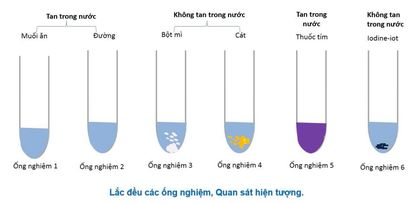 Tan trong nước
Không tan trong nước
Tan trong
nước
Không tan
trong nước
Muối ăn
Đường
Bột mì
Cát
Thuốc tím
Iodine-iot
Ống nghiệm 1
Ống nghiệm 2
Ống nghiệm 3
Ống nghiệm 4
Ống nghiệm 5
Ống nghiệm 6
Lắc đều các ống nghiệm, Quan sát hiện tượng.